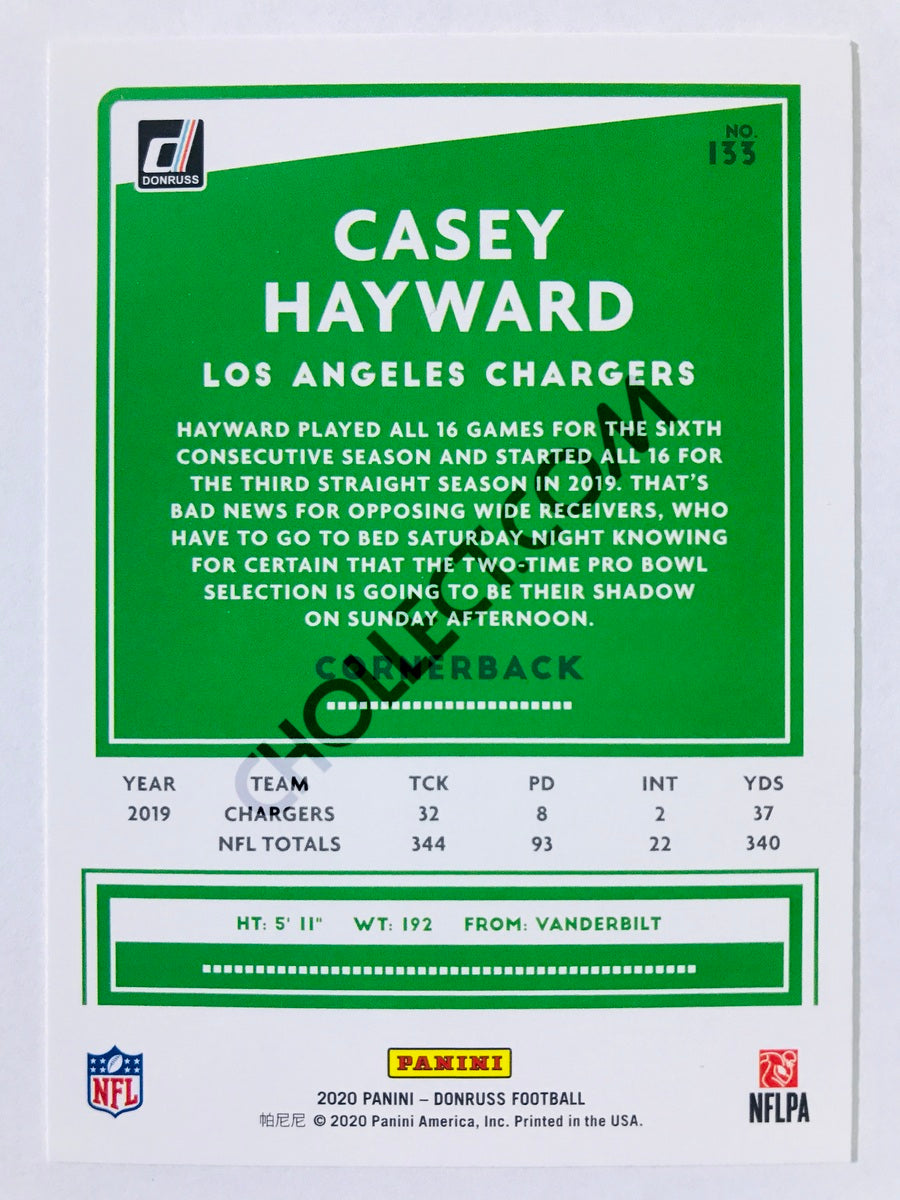 DONRUSS
NO.
133
CASEY
HAYWARD
LOS ANGELES CHARGERS
HAYWARD PLAYED ALL 16 GAMES FOR THE SIXTH
CONSECUTIVE SEASON AND STARTED ALL 16 FOR
THE THIRD STRAIGHT SEASON IN 2019. THAT'S
BAD NEWS FOR OPPOSING WIDE RECEIVERS, WHO
HAVE TO GO TO BED SATURDAY NIGHT KNOWING
FOR CERTAIN THAT THE TWO-TIME PRO BOWL
SELECTION IS GOING TO BE THEIR SHADOW
ON SUNDAY AFTERNOON.
CORNERBACK
CHOLLECT.COM
YEAR TEAM TCK PD INT YDS
2019 CHARGERS 32 8 2 37
NFL TOTALS 344 93 22 340
HT: 5' 11" WT: 192 FROM: VANDERBILT
NFL
PANINI
NFLPA
2020 PANINI – DONRUSS FOOTBALL
帕尼尼 © 2020 Panini America, Inc. Printed in the USA.